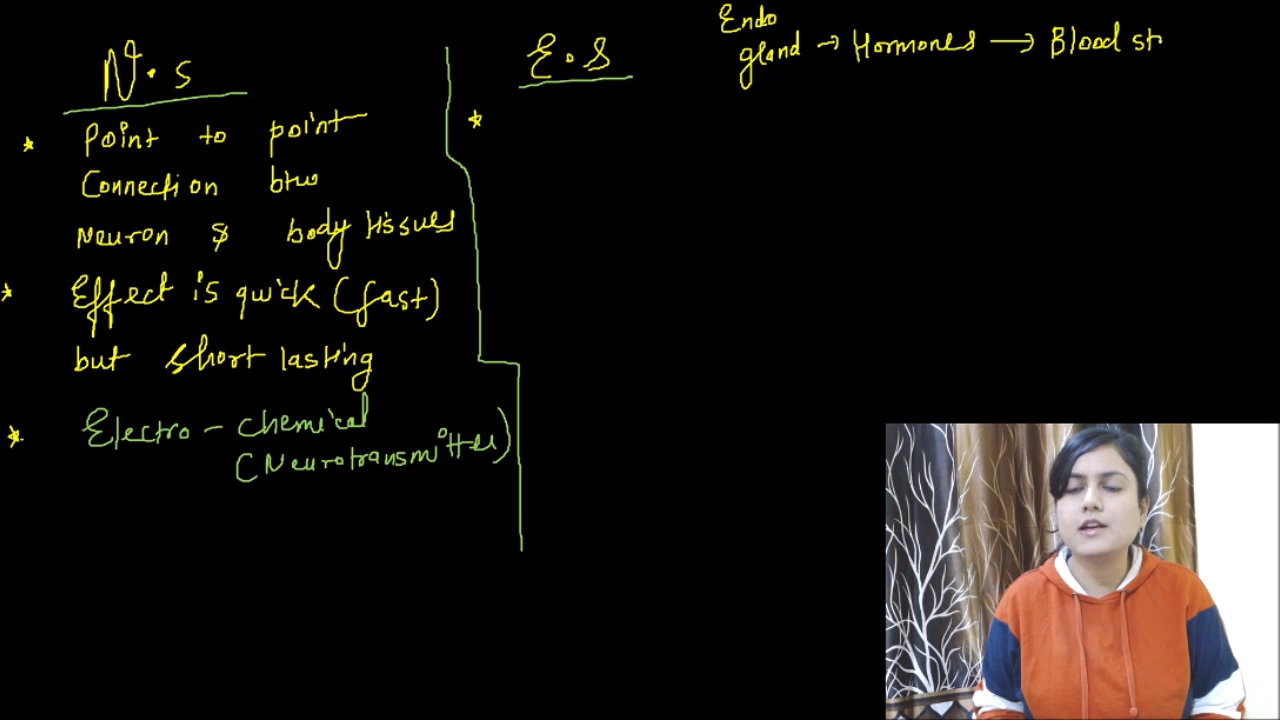 N.s
* Point to point
Connection btw
Neuron & body tissues
* Effect is quick (fast)
but short lasting
* Electro - chemical
(Neurotransmitter)
E.S
*
Endo
gland → Hormones → Blood st